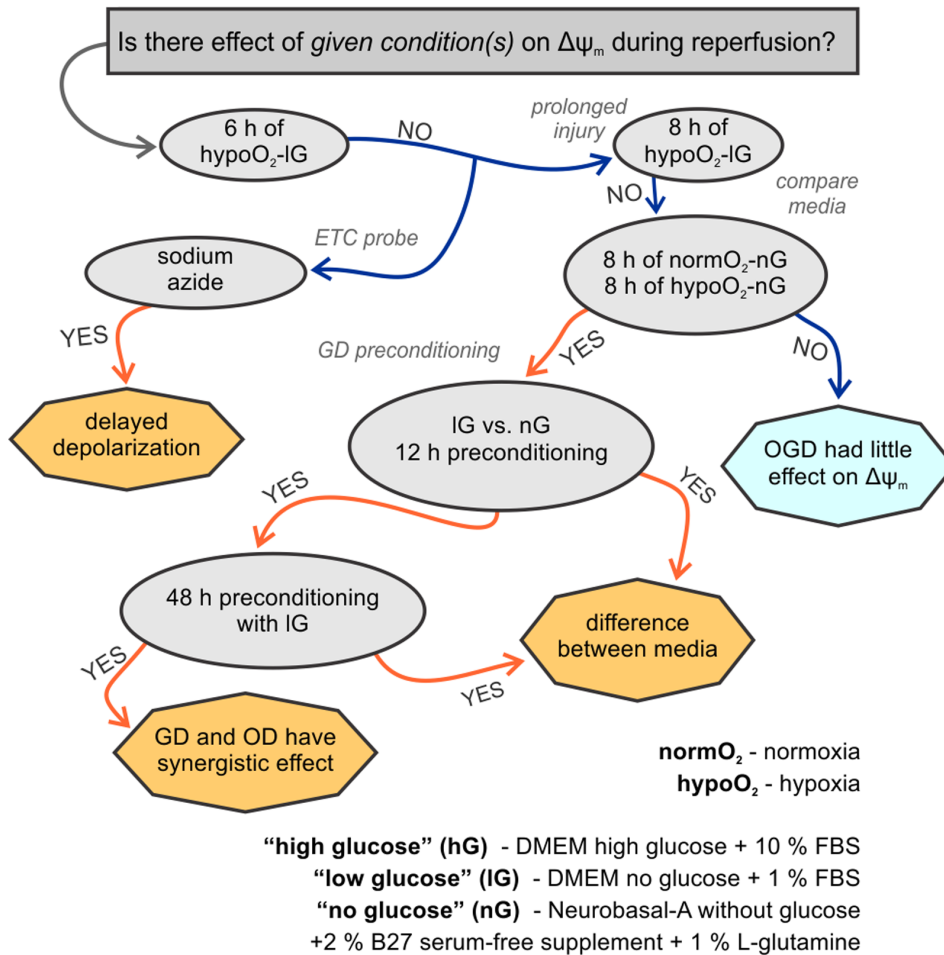 Is there effect of given condition(s) on Δψₘ during reperfusion?
6 h of
hypoO₂-lG
NO
prolonged
injury
8 h of
hypoO₂-lG
NO
compare
media
ETC probe
sodium
azide
8 h of normO₂-nG
8 h of hypoO₂-nG
YES
GD preconditioning
YES
NO
delayed
depolarization
lG vs. nG
12 h preconditioning
OGD had little
effect on Δψₘ
YES
YES
48 h preconditioning
with lG
difference
between media
YES
YES
GD and OD have
synergistic effect
normO₂ - normoxia
hypoO₂ - hypoxia
“high glucose” (hG) - DMEM high glucose + 10 % FBS
“low glucose” (lG) - DMEM no glucose + 1 % FBS
“no glucose” (nG) - Neurobasal-A without glucose
+2 % B27 serum-free supplement + 1 % L-glutamine